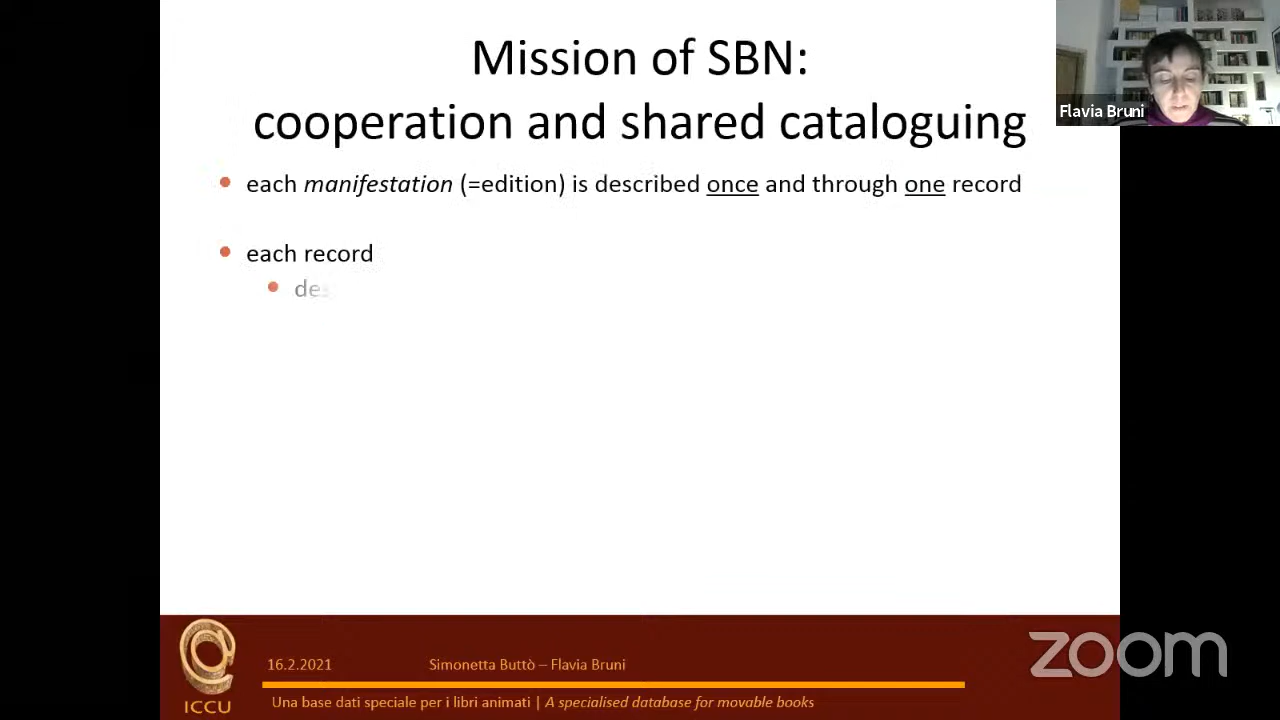 Mission of SBN:
cooperation and shared cataloguing
Flavia Bruni
each manifestation (=edition) is described once and through one record
each record
des
16.2.2021
Simonetta Buttò – Flavia Bruni
Una base dati speciale per i libri animati | A specialised database for movable books
ICCU
zoom